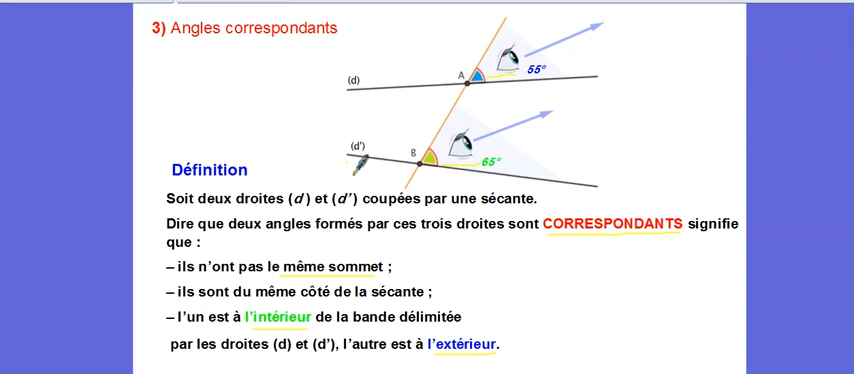 3) Angles correspondants
(d)
A
55°
(d')
B
65°
Définition
Soit deux droites (d ) et (d' ) coupées par une sécante.
Dire que deux angles formés par ces trois droites sont CORRESPONDANTS signifie
que :
– ils n'ont pas le même sommet ;
– ils sont du même côté de la sécante ;
– l'un est à l'intérieur de la bande délimitée
par les droites (d) et (d'), l'autre est à l'extérieur.